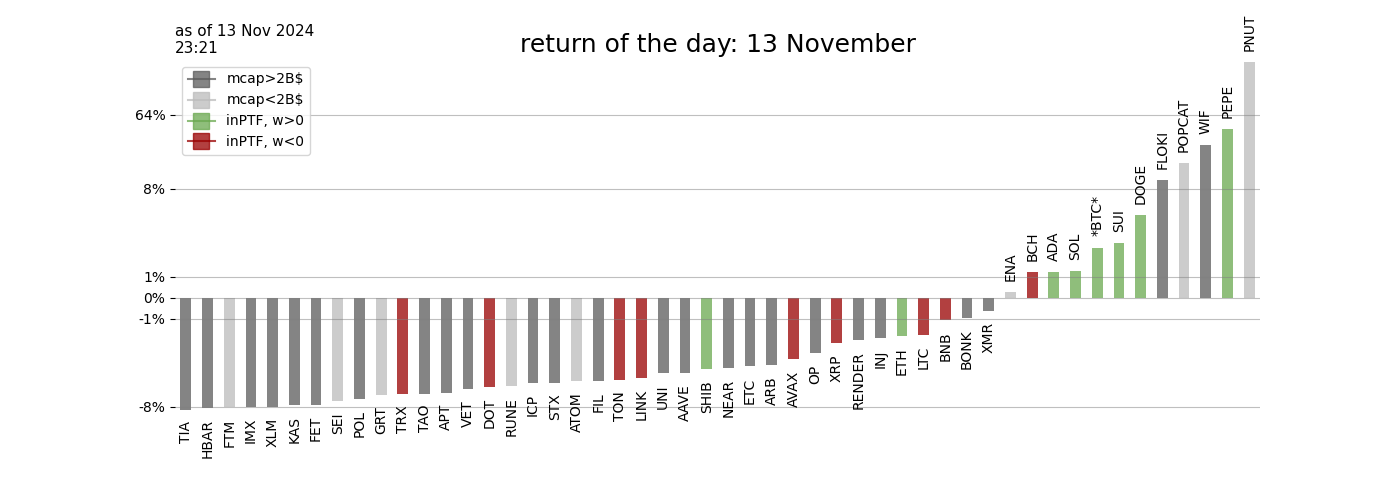 as of 13 Nov 2024
23:21
return of the day: 13 November
mcap>2B$
mcap<2B$
inPTF, w>0
inPTF, w<0
64%
8%
1%
0%
-1%
-8%
TIA
HBAR
FTM
IMX
XLM
KAS
FET
SEI
POL
GRT
TRX
TAO
APT
VET
DOT
RUNE
ICP
STX
ATOM
FIL
TON
LINK
UNI
AAVE
SHIB
NEAR
ETC
ARB
AVAX
OP
XRP
RENDER
INJ
ETH
LTC
BNB
BONK
XMR
ENA
BCH
ADA
SOL
*BTC*
SUI
DOGE
FLOKI
POPCAT
WIF
PEPE
PNUT